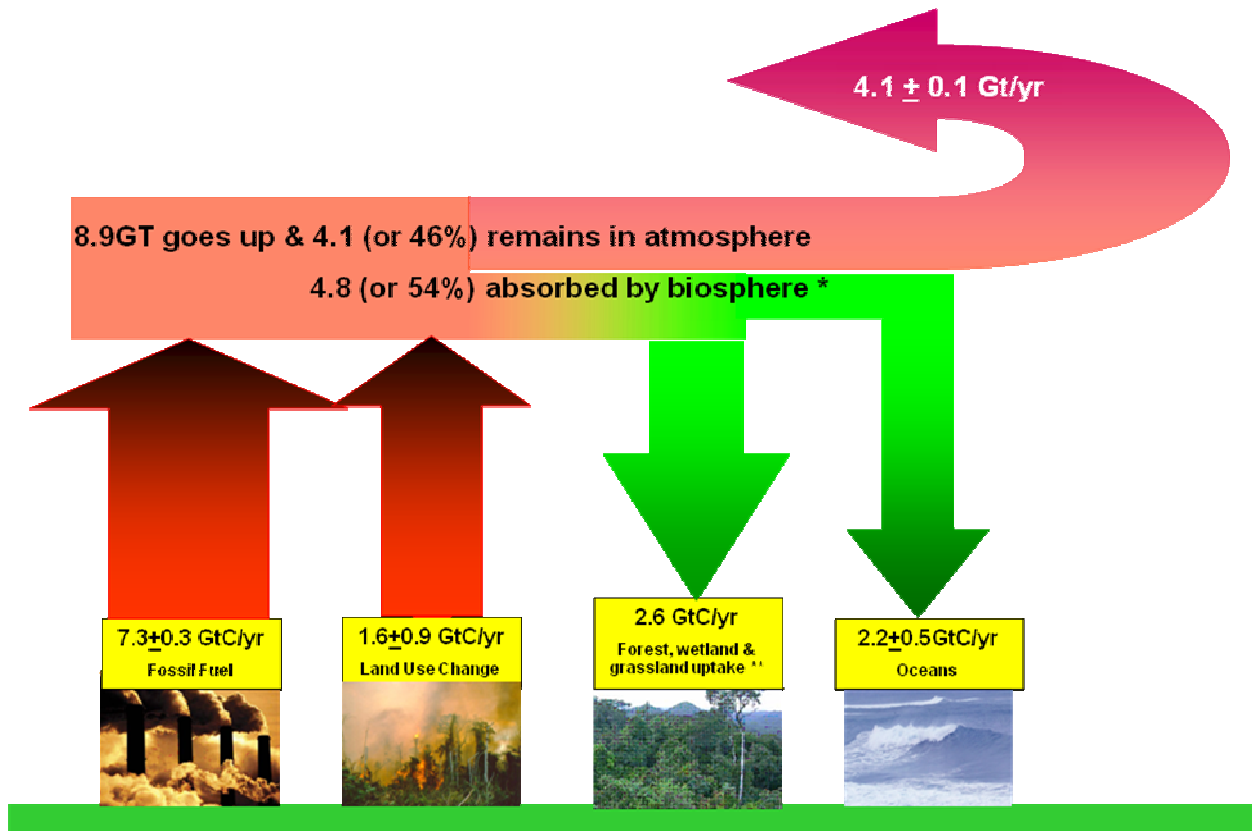 4.1 ± 0.1 Gt/yr
8.9GT goes up & 4.1 (or 46%) remains in atmosphere
4.8 (or 54%) absorbed by biosphere *
7.3±0.3 GtC/yr
Fossil Fuel
1.6±0.9 GtC/yr
Land Use Change
2.6 GtC/yr
Forest, wetland &
grassland uptake **
2.2±0.5GtC/yr
Oceans